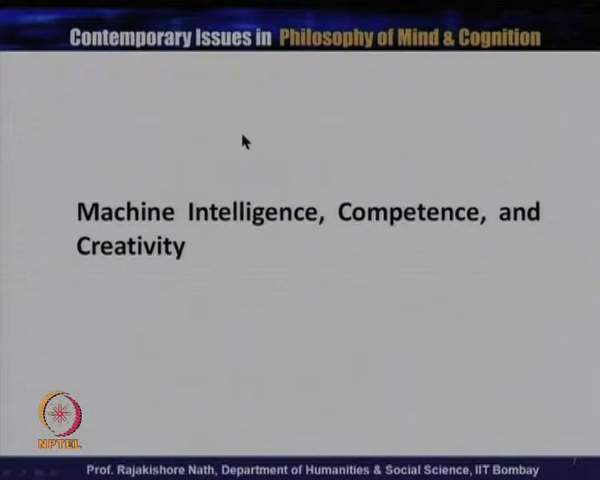 Contemporary Issues in Philosophy of Mind & Cognition
Machine Intelligence, Competence, and
Creativity
NPTEL
Prof. Rajakishore Nath, Department of Humanities & Social Science, IIT Bombay